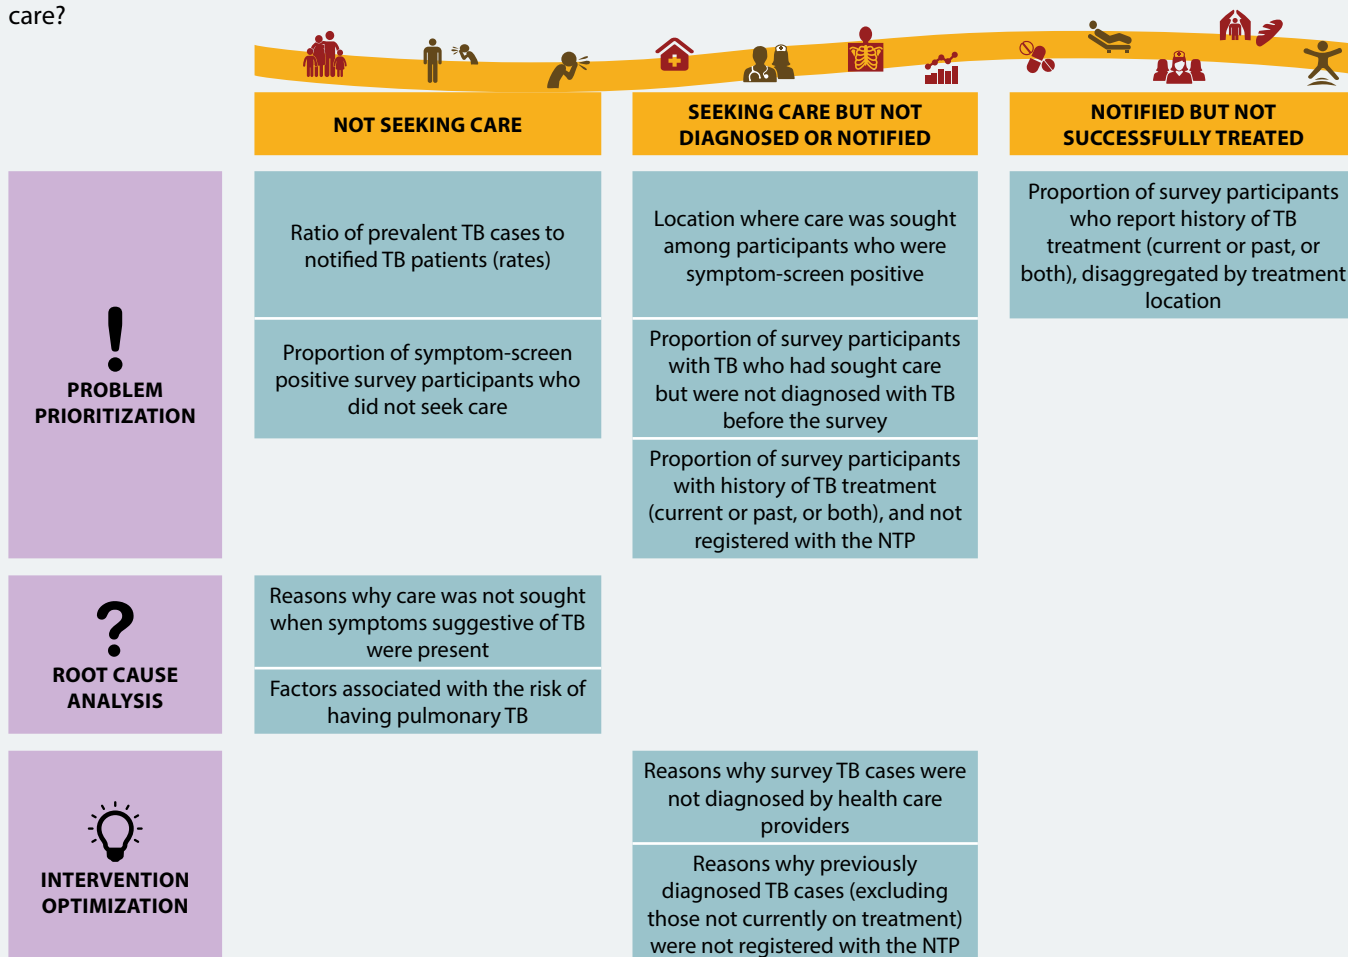 care?
NOT SEEKING CARE
SEEKING CARE BUT NOT
DIAGNOSED OR NOTIFIED
NOTIFIED BUT NOT
SUCCESSFULLY TREATED
PROBLEM
PRIORITIZATION
Ratio of prevalent TB cases to
notified TB patients (rates)
Proportion of symptom-screen
positive survey participants who
did not seek care
Location where care was sought
among participants who were
symptom-screen positive
Proportion of survey participants
with TB who had sought care
but were not diagnosed with TB
before the survey
Proportion of survey participants
with history of TB treatment
(current or past, or both), and not
registered with the NTP
Proportion of survey participants
who report history of TB
treatment (current or past, or
both), disaggregated by treatment
location
ROOT CAUSE
ANALYSIS
Reasons why care was not sought
when symptoms suggestive of TB
were present
Factors associated with the risk of
having pulmonary TB
INTERVENTION
OPTIMIZATION
Reasons why survey TB cases were
not diagnosed by health care
providers
Reasons why previously
diagnosed TB cases (excluding
those not currently on treatment)
were not registered with the NTP